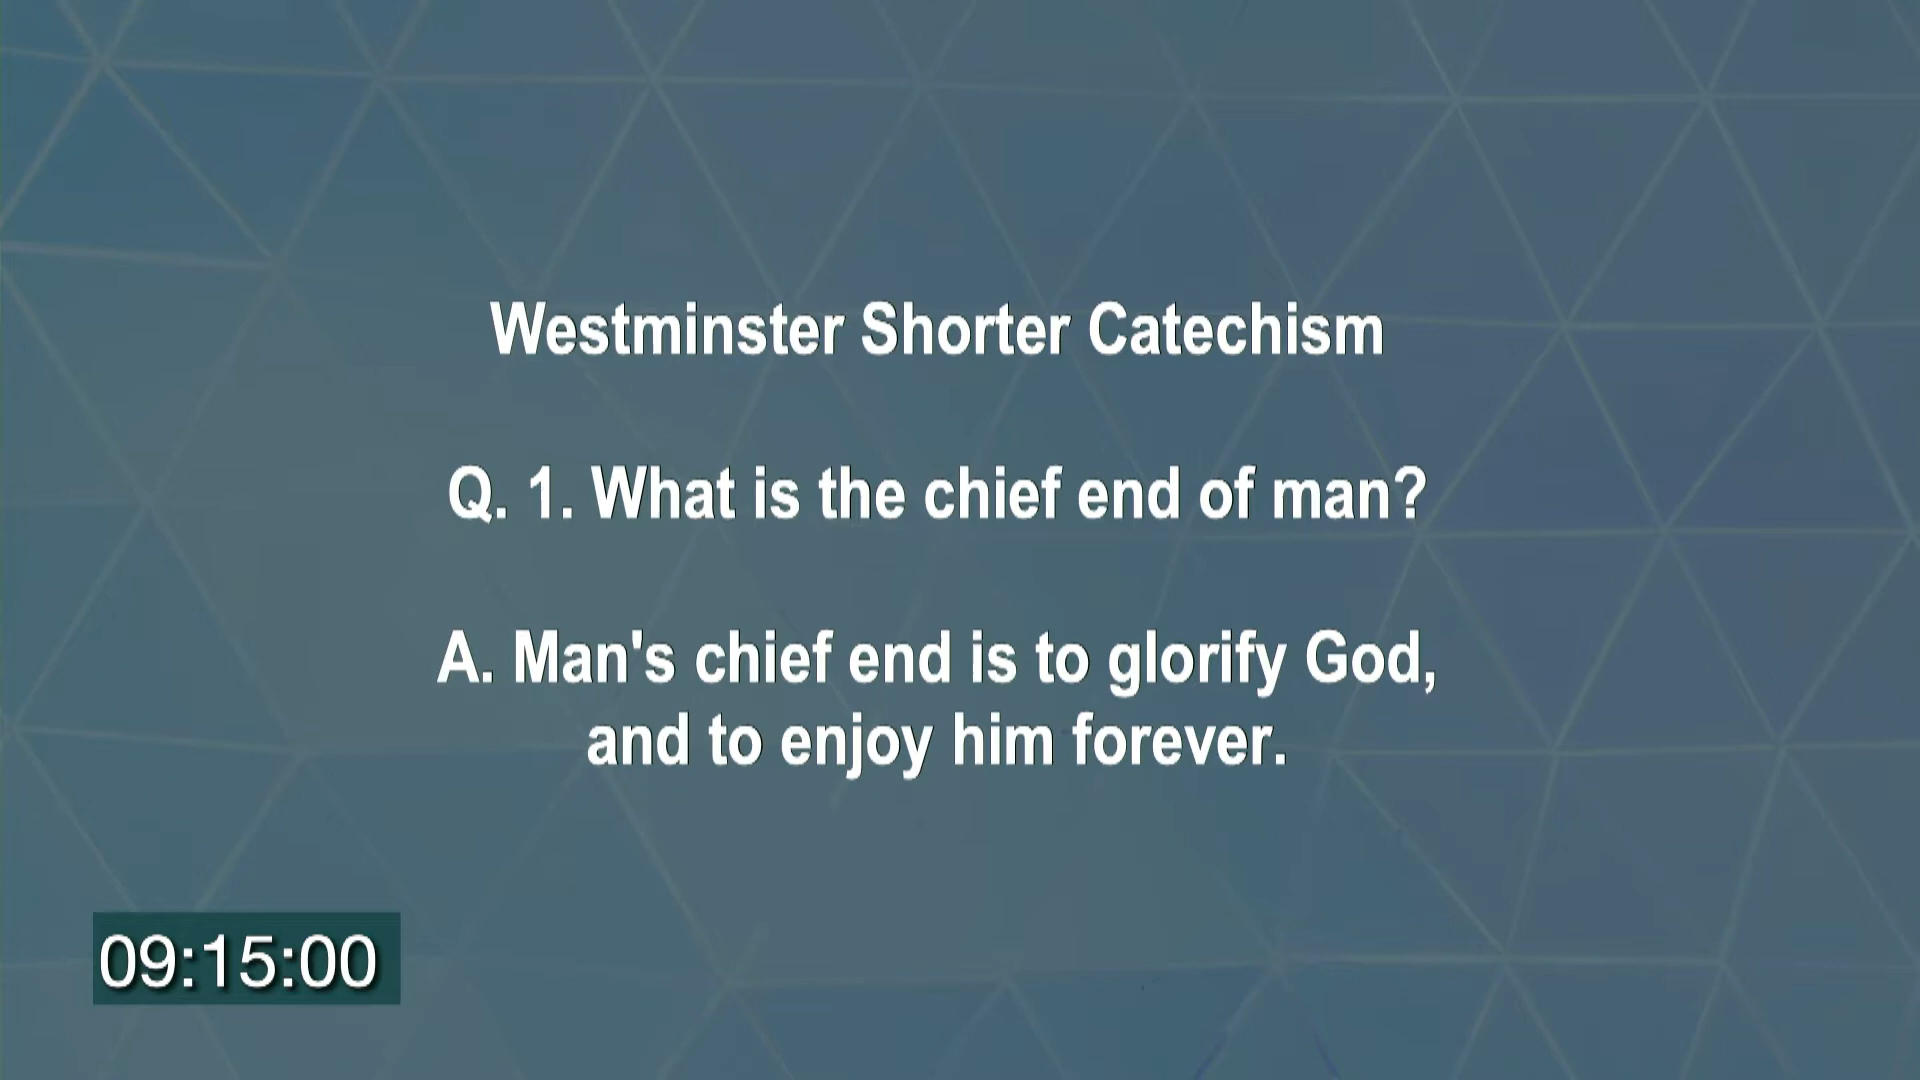 Westminster Shorter Catechism
Q. 1. What is the chief end of man?
A. Man's chief end is to glorify God,
and to enjoy him forever.
09:15:00